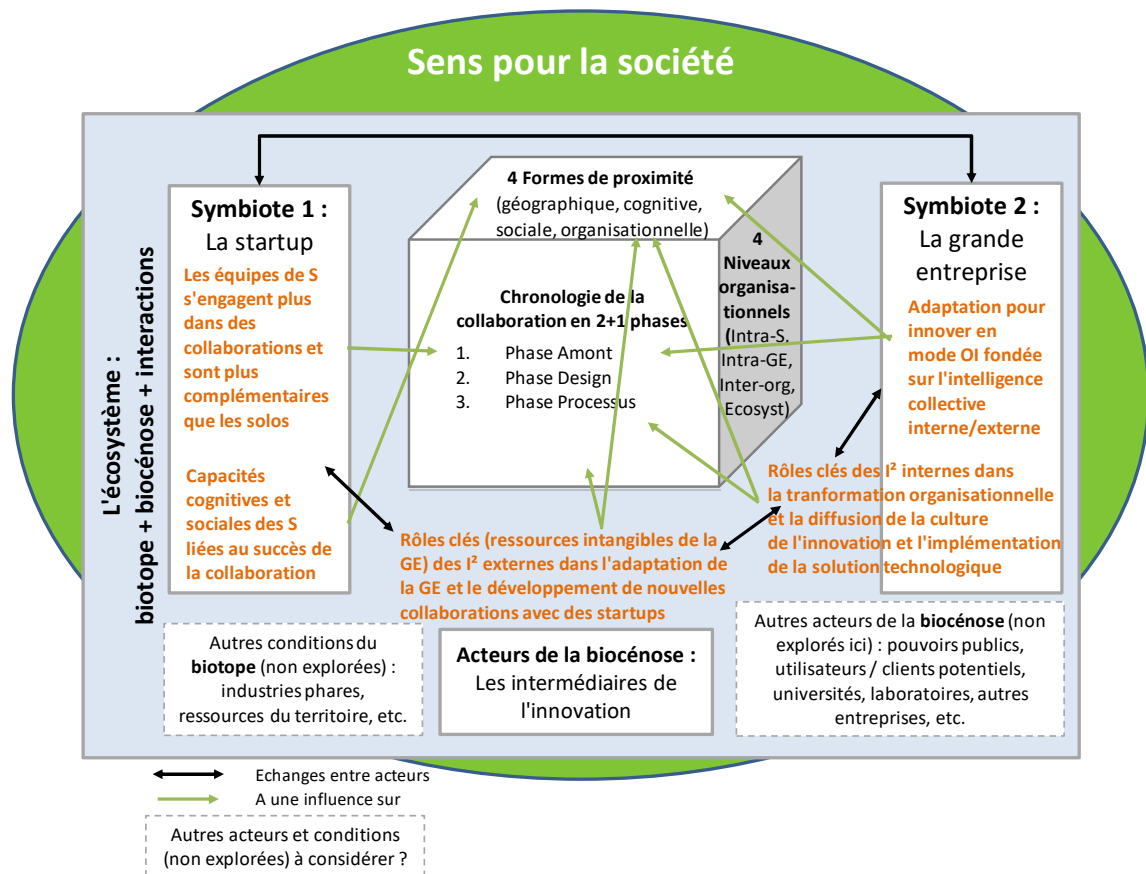 Sens pour la société
L'écosystème :
biotope + biocénose + interactions
Symbiote 1 :
La startup
Les équipes de S
s'engagent plus
dans des
collaborations et
sont plus
complémentaires
que les solos
Capacités
cognitives et
sociales des S
liées au succès de
la collaboration
4 Formes de proximité
(géographique, cognitive,
sociale, organisationnelle)
Chronologie de la
collaboration en 2+1 phases
1. Phase Amont
2. Phase Design
3. Phase Processus
4
Niveaux
organisa-
tionnels
(Intra-S,
Intra-GE,
Inter-org,
Ecosyst)
Symbiote 2 :
La grande
entreprise
Adaptation pour
innover en
mode OI fondée
sur l'intelligence
collective
interne/externe
Rôles clés des I² internes dans
la tranformation organisationnelle
et la diffusion de la culture
de l'innovation et l'implémentation
de la solution technologique
Rôles clés (ressources intangibles de la
GE) des I² externes dans l'adaptation de
la GE et le développement de nouvelles
collaborations avec des startups
Autres conditions du
biotope (non explorées) :
industries phares,
ressources du territoire, etc.
Acteurs de la biocénose :
Les intermédiaires de
l'innovation
Autres acteurs de la biocénose (non
explorés ici) : pouvoirs publics,
utilisateurs / clients potentiels,
universités, laboratoires, autres
entreprises, etc.
Echanges entre acteurs
A une influence sur
Autres acteurs et conditions
(non explorées) à considérer ?